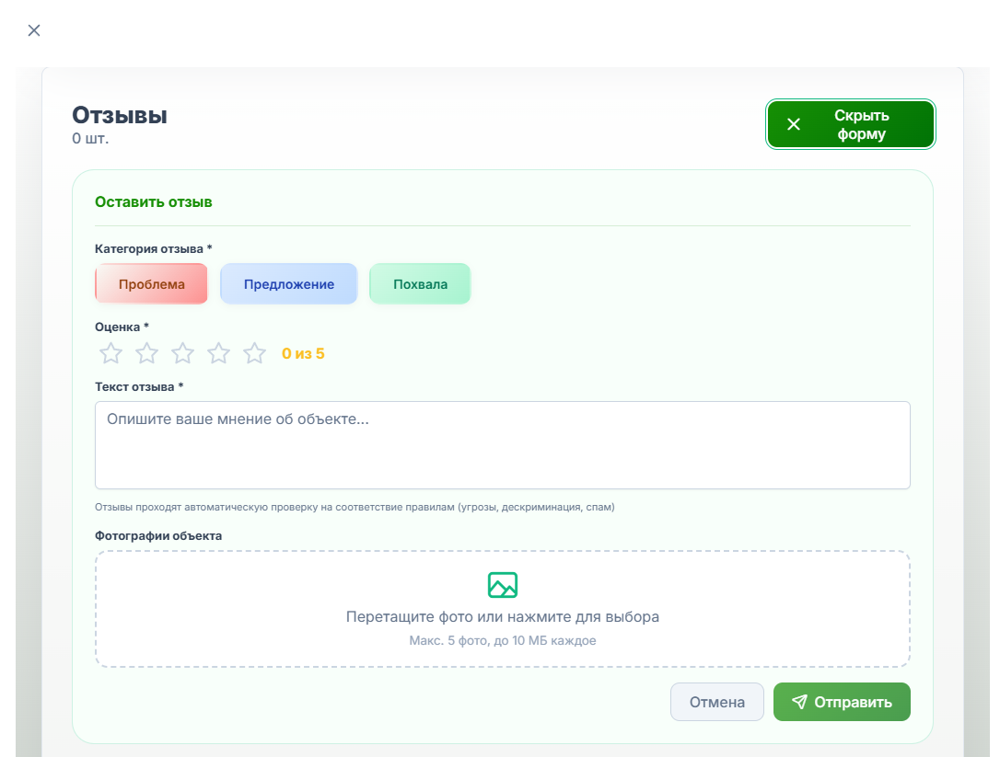 Отзывы
0 шт.
Скрыть
форму
Оставить отзыв
Категория отзыва *
Проблема
Предложение
Похвала
Оценка *
0 из 5
Текст отзыва *
Опишите ваше мнение об объекте...
Отзывы проходят автоматическую проверку на соответствие правилам (угрозы, дескриминация, спам)
Фотографии объекта
Перетащите фото или нажмите для выбора
Макс. 5 фото, до 10 МБ каждое
Отмена
Отправить